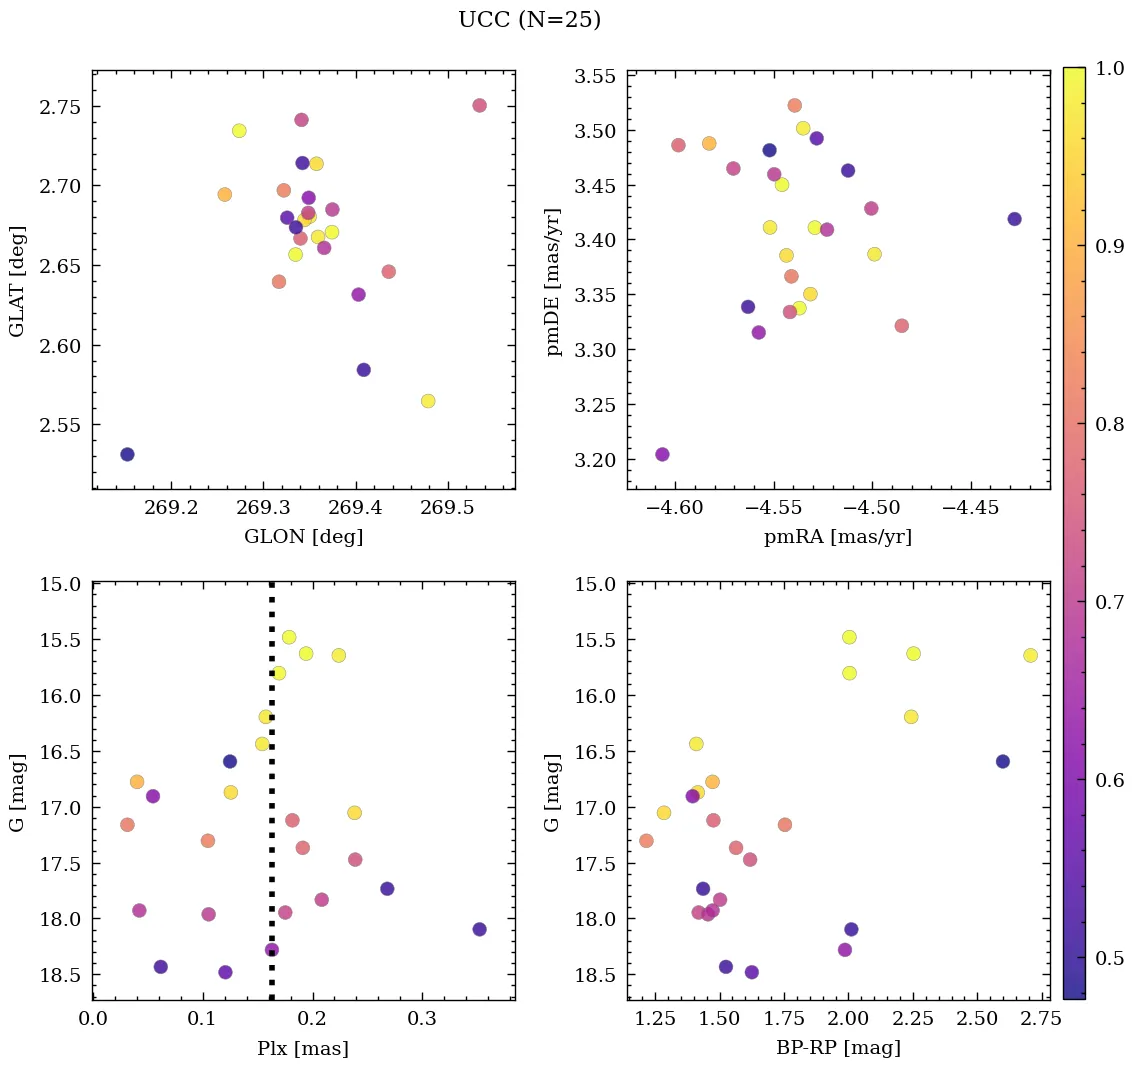 UCC (N=25)
2.75
2.70
2.65
2.60
2.55
GLAT [deg]
269.2 269.3 269.4 269.5
GLON [deg]
3.55
3.50
3.45
3.40
3.35
3.30
3.25
3.20
pmDE [mas/yr]
−4.60 −4.55 −4.50 −4.45
pmRA [mas/yr]
15.0
15.5
16.0
16.5
17.0
17.5
18.0
18.5
G [mag]
0.0 0.1 0.2 0.3
Plx [mas]
15.0
15.5
16.0
16.5
17.0
17.5
18.0
18.5
G [mag]
1.25 1.50 1.75 2.00 2.25 2.50 2.75
BP-RP [mag]
1.0
0.9
0.8
0.7
0.6
0.5